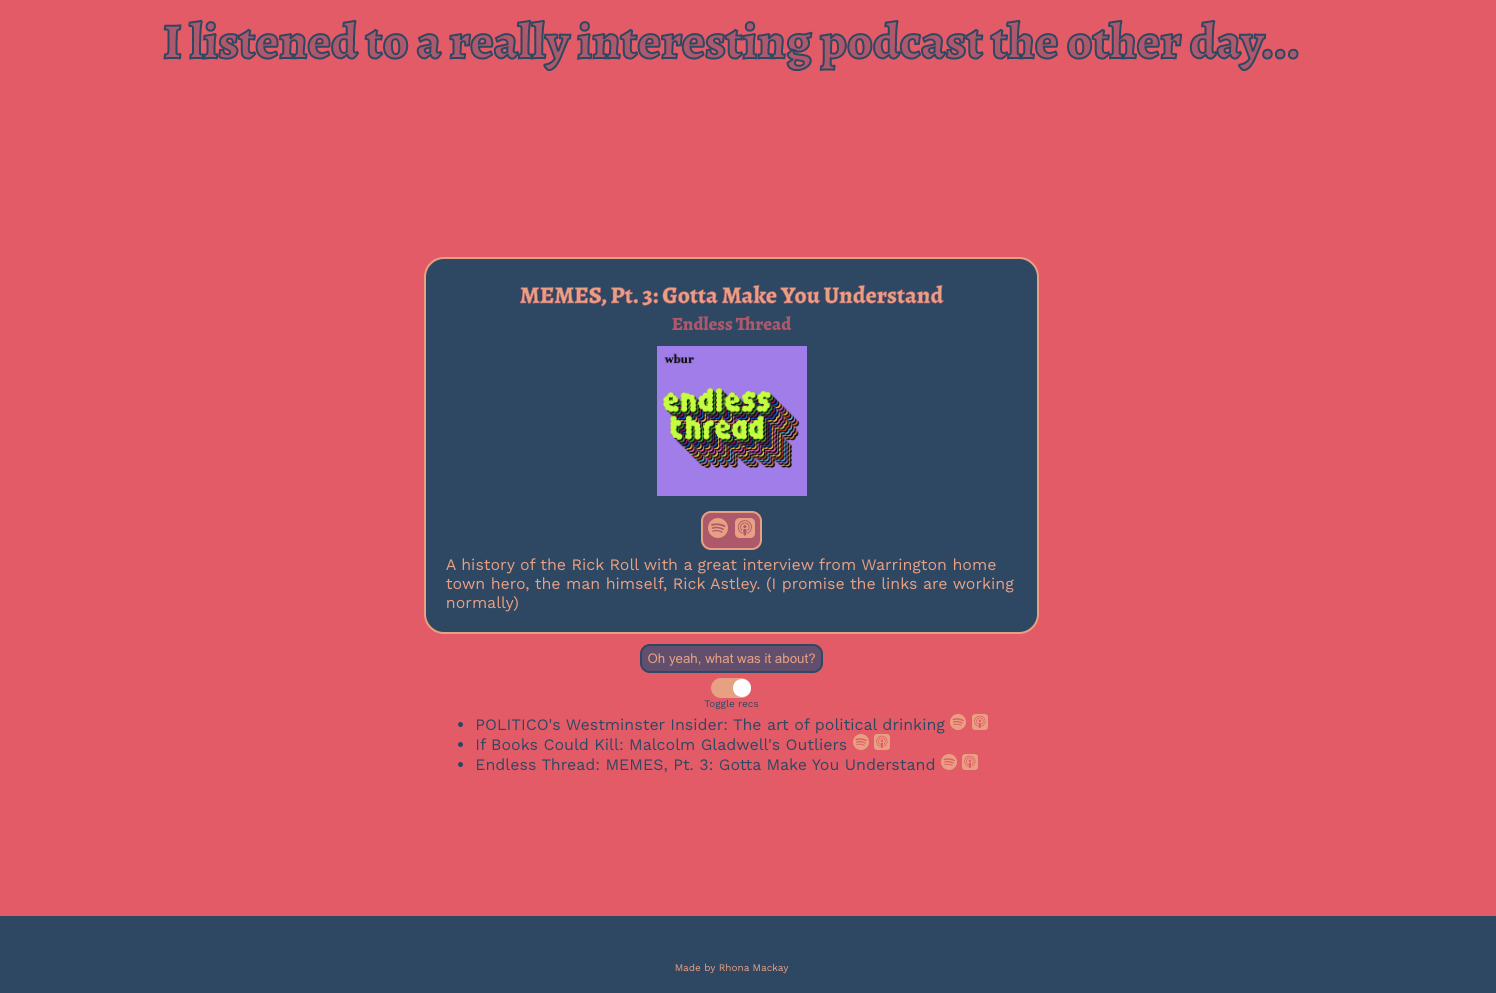 I listened to a really interesting podcast the other day...
MEMES, Pt. 3: Gotta Make You Understand
Endless Thread
wbur
endless
thread
A history of the Rick Roll with a great interview from Warrington home
town hero, the man himself, Rick Astley. (I promise the links are working
normally)
Oh yeah, what was it about?
Toggle recs
• POLITICO's Westminster Insider: The art of political drinking
• If Books Could Kill: Malcolm Gladwell's Outliers
• Endless Thread: MEMES, Pt. 3: Gotta Make You Understand
Made by Rhona Mackay